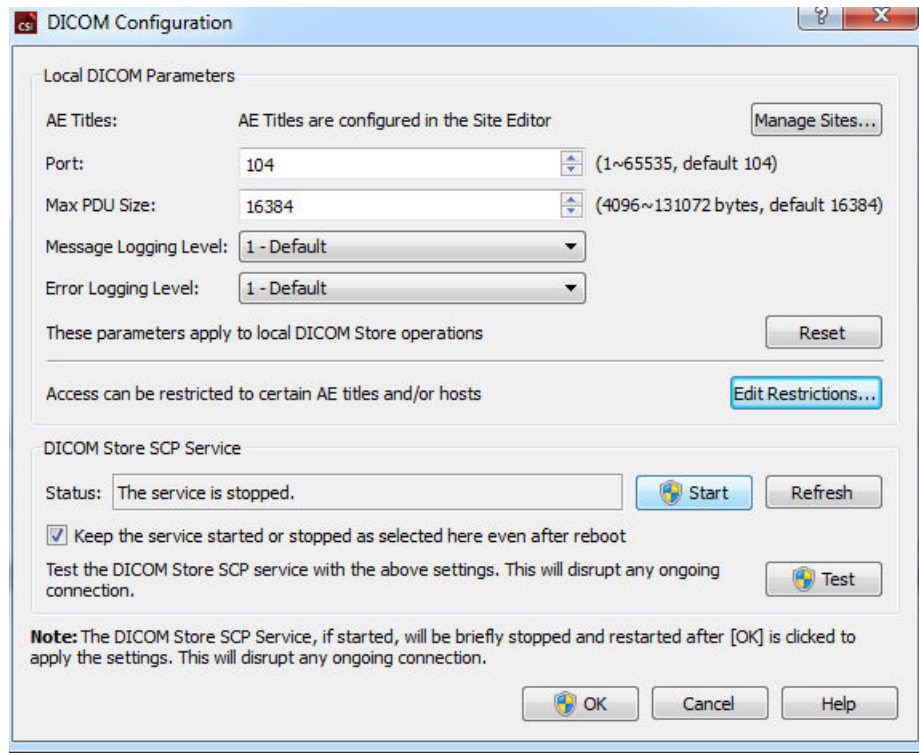 CSI DICOM Configuration ? X
Local DICOM Parameters
AE Titles: AE Titles are configured in the Site Editor Manage Sites...
Port: 104 (1~65535, default 104)
Max PDU Size: 16384 (4096~131072 bytes, default 16384)
Message Logging Level: 1 - Default
Error Logging Level: 1 - Default
These parameters apply to local DICOM Store operations Reset
Access can be restricted to certain AE titles and/or hosts Edit Restrictions...
DICOM Store SCP Service
Status: The service is stopped. Start Refresh
Keep the service started or stopped as selected here even after reboot
Test the DICOM Store SCP service with the above settings. This will disrupt any ongoing
connection. Test
Note: The DICOM Store SCP Service, if started, will be briefly stopped and restarted after [OK] is clicked to
apply the settings. This will disrupt any ongoing connection.
OK Cancel Help